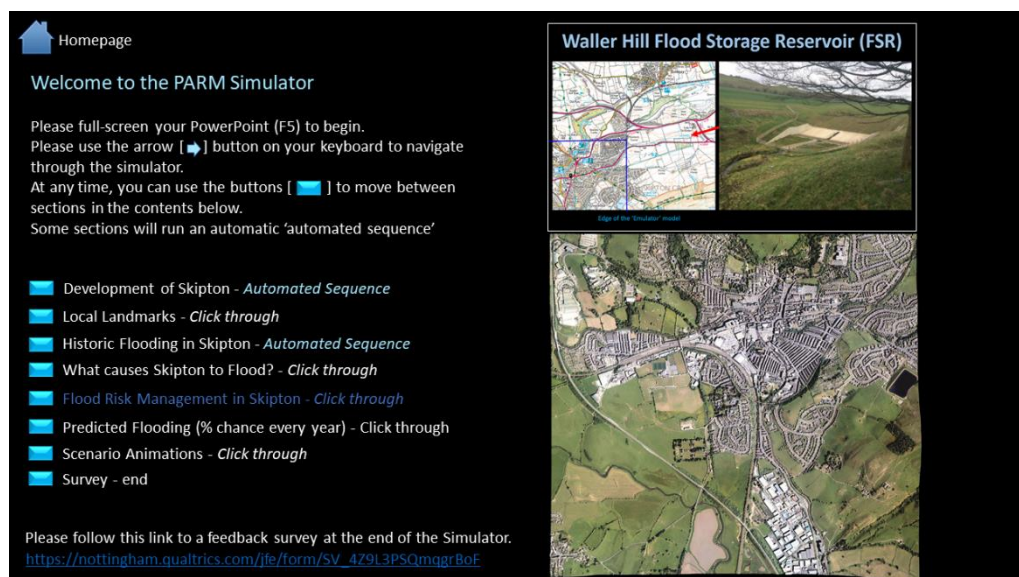 Homepage
Welcome to the PARM Simulator
Please full-screen your PowerPoint (F5) to begin.
Please use the arrow [ ] button on your keyboard to navigate
through the simulator.
At any time, you can use the buttons [ ] to move between
sections in the contents below.
Some sections will run an automatic ‘automated sequence’
Development of Skipton - Automated Sequence
Local Landmarks - Click through
Historic Flooding in Skipton - Automated Sequence
What causes Skipton to Flood? - Click through
Flood Risk Management in Skipton - Click through
Predicted Flooding (% chance every year) - Click through
Scenario Animations - Click through
Survey - end
Please follow this link to a feedback survey at the end of the Simulator.
https://nottingham.qualtrics.com/jfe/form/SV_4Z9L3PSQmqgrBoF
Waller Hill Flood Storage Reservoir (FSR)
Edge of the ‘Emulator’ model